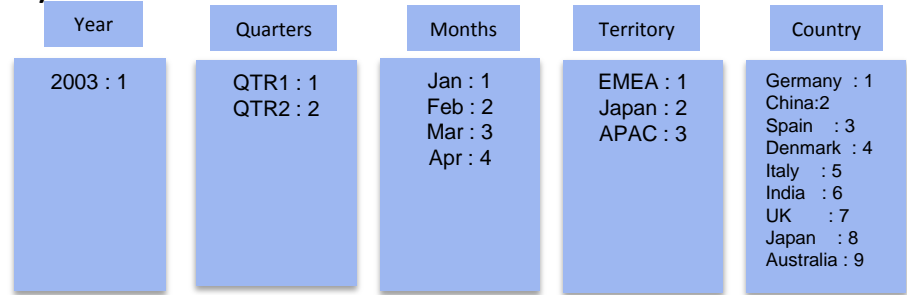 Year
Quarters
Months
Territory
Country
2003 : 1
QTR1 : 1
QTR2 : 2
Jan : 1
Feb : 2
Mar : 3
Apr : 4
EMEA : 1
Japan : 2
APAC : 3
Germany : 1
China:2
Spain : 3
Denmark : 4
Italy : 5
India : 6
UK : 7
Japan : 8
Australia : 9